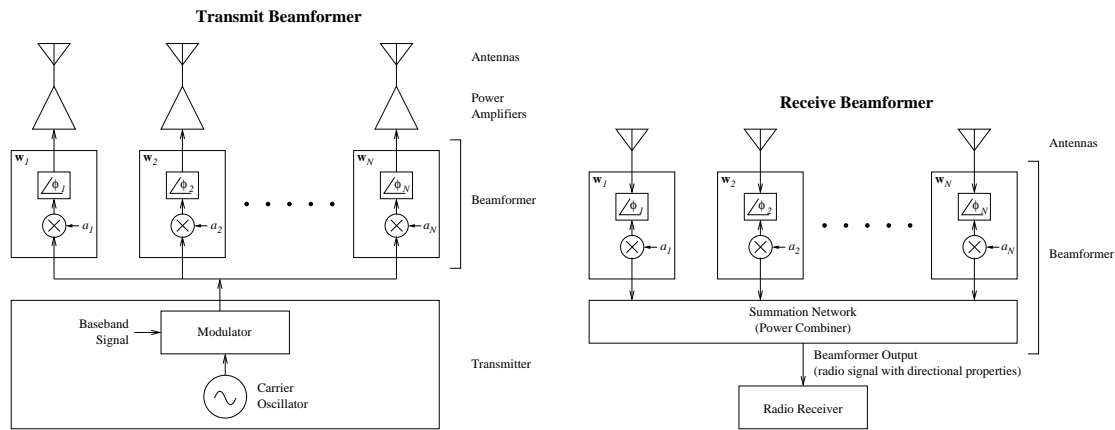 Transmit Beamformer
Antennas
Power
Amplifiers
w1 w2 wN
∠ϕ1 ∠ϕ2 ∠ϕN
a1 a2 aN
Beamformer
Baseband
Signal
Modulator
Transmitter
Carrier
Oscillator
Receive Beamformer
Antennas
w1 w2 wN
∠ϕ1 ∠ϕ2 ∠ϕN
a1 a2 aN
Beamformer
Summation Network
(Power Combiner)
Beamformer Output
(radio signal with directional properties)
Radio Receiver